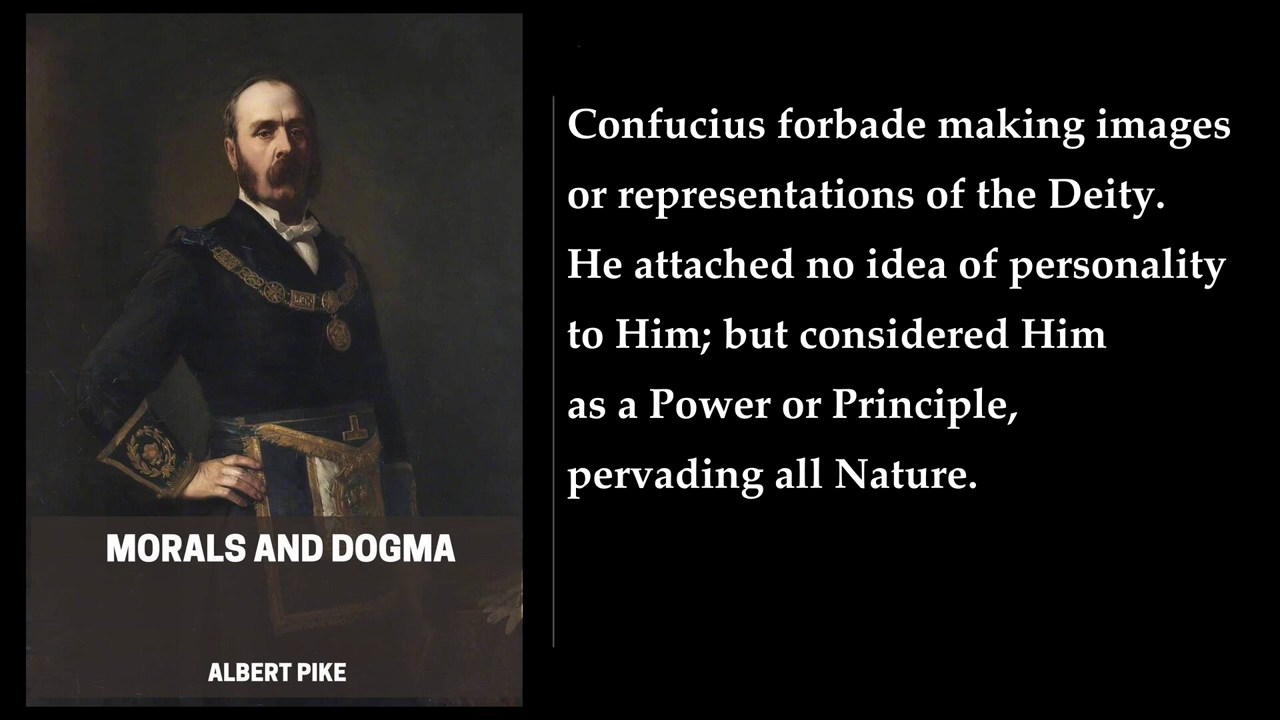 MORALS AND DOGMA
ALBERT PIKE
Confucius forbade making images
or representations of the Deity.
He attached no idea of personality
to Him; but considered Him
as a Power or Principle,
pervading all Nature.